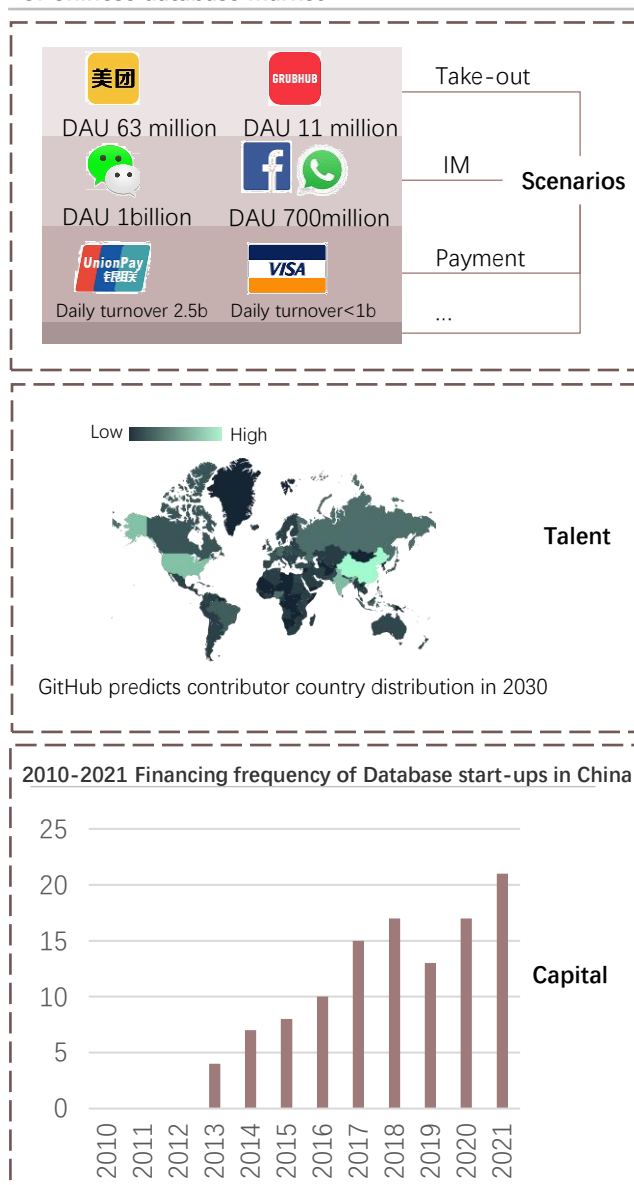 美团
GRUBHUB
Take-out
DAU 63 million
DAU 11 million
IM
Scenarios
DAU 1billion
DAU 700million
UnionPay
银联
VISA
Payment
Daily turnover 2.5b
Daily turnover<1b
...
Low
High
Talent
GitHub predicts contributor country distribution in 2030
2010-2021 Financing frequency of Database start-ups in China
25
20
15
10
5
0
Capital
2010
2011
2012
2013
2014
2015
2016
2017
2018
2019
2020
2021